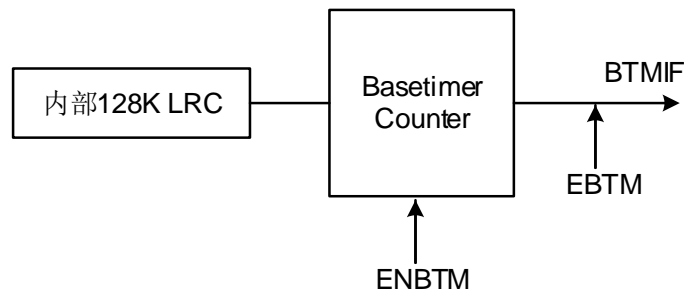 内部128K LRC
Basetimer
Counter
BTMIF
EBTM
ENBTM